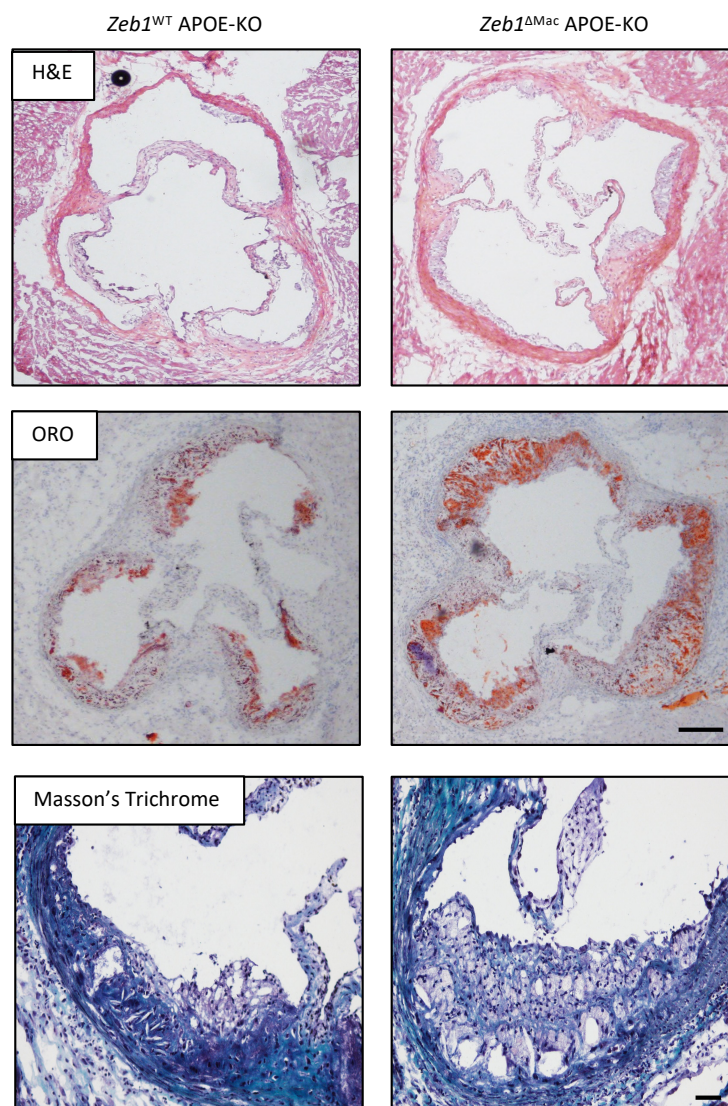 Zeb1WT APOE-KO
Zeb1ΔMac APOE-KO
H&E
ORO
Masson’s Trichrome